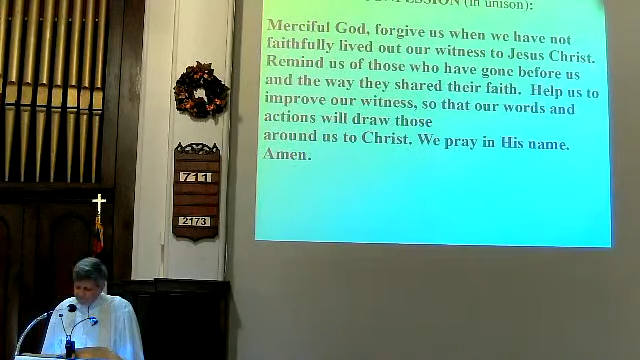 (in unison):
Merciful God, forgive us when we have not
faithfully lived out our witness to Jesus Christ.
Remind us of those who have gone before us
and the way they shared their faith. Help us to
improve our witness, so that our words and
actions will draw those
around us to Christ. We pray in His name.
Amen.
711
2173